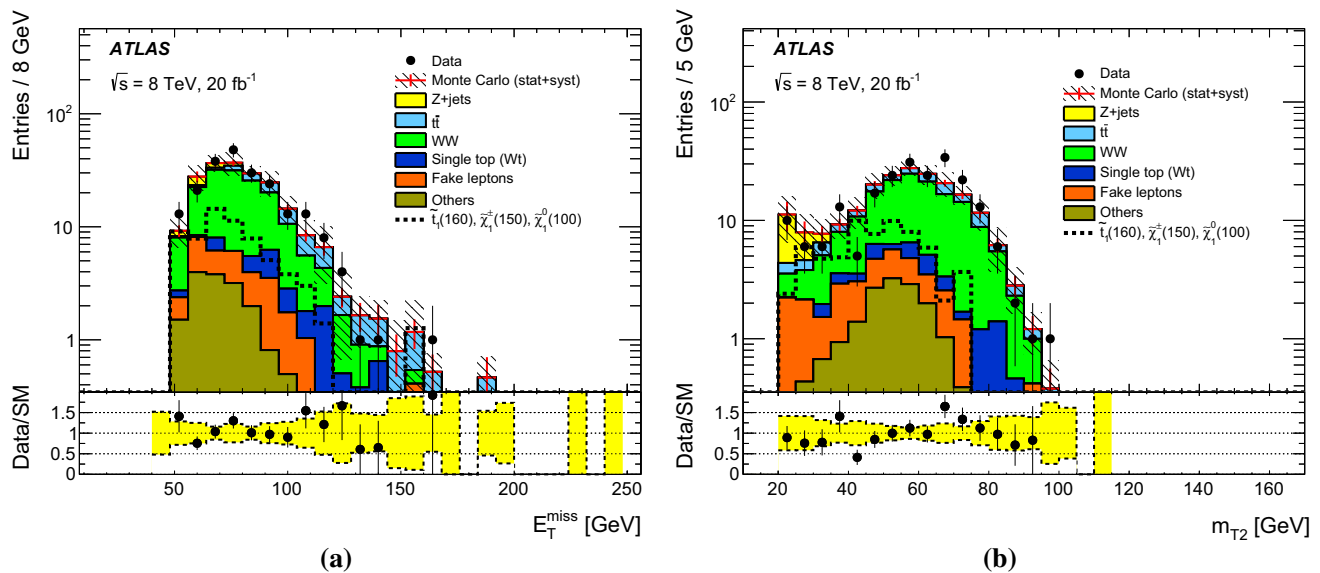 Entries / 8 GeV
ATLAS
√s = 8 TeV, 20 fb⁻¹
Data
Monte Carlo (stat+syst)
Z+jets
tt̄
WW
Single top (Wt)
Fake leptons
Others
t̃₁(160), χ̃₁±(150), χ̃₁⁰(100)
10²
10
1
Data/SM
1.5
1
0.5
0
50 100 150 200 250
E_T^miss [GeV]
(a)
Entries / 5 GeV
ATLAS
√s = 8 TeV, 20 fb⁻¹
Data
Monte Carlo (stat+syst)
Z+jets
tt̄
WW
Single top (Wt)
Fake leptons
Others
t̃₁(160), χ̃₁±(150), χ̃₁⁰(100)
10²
10
1
Data/SM
1.5
1
0.5
0
20 40 60 80 100 120 140 160
m_T2 [GeV]
(b)